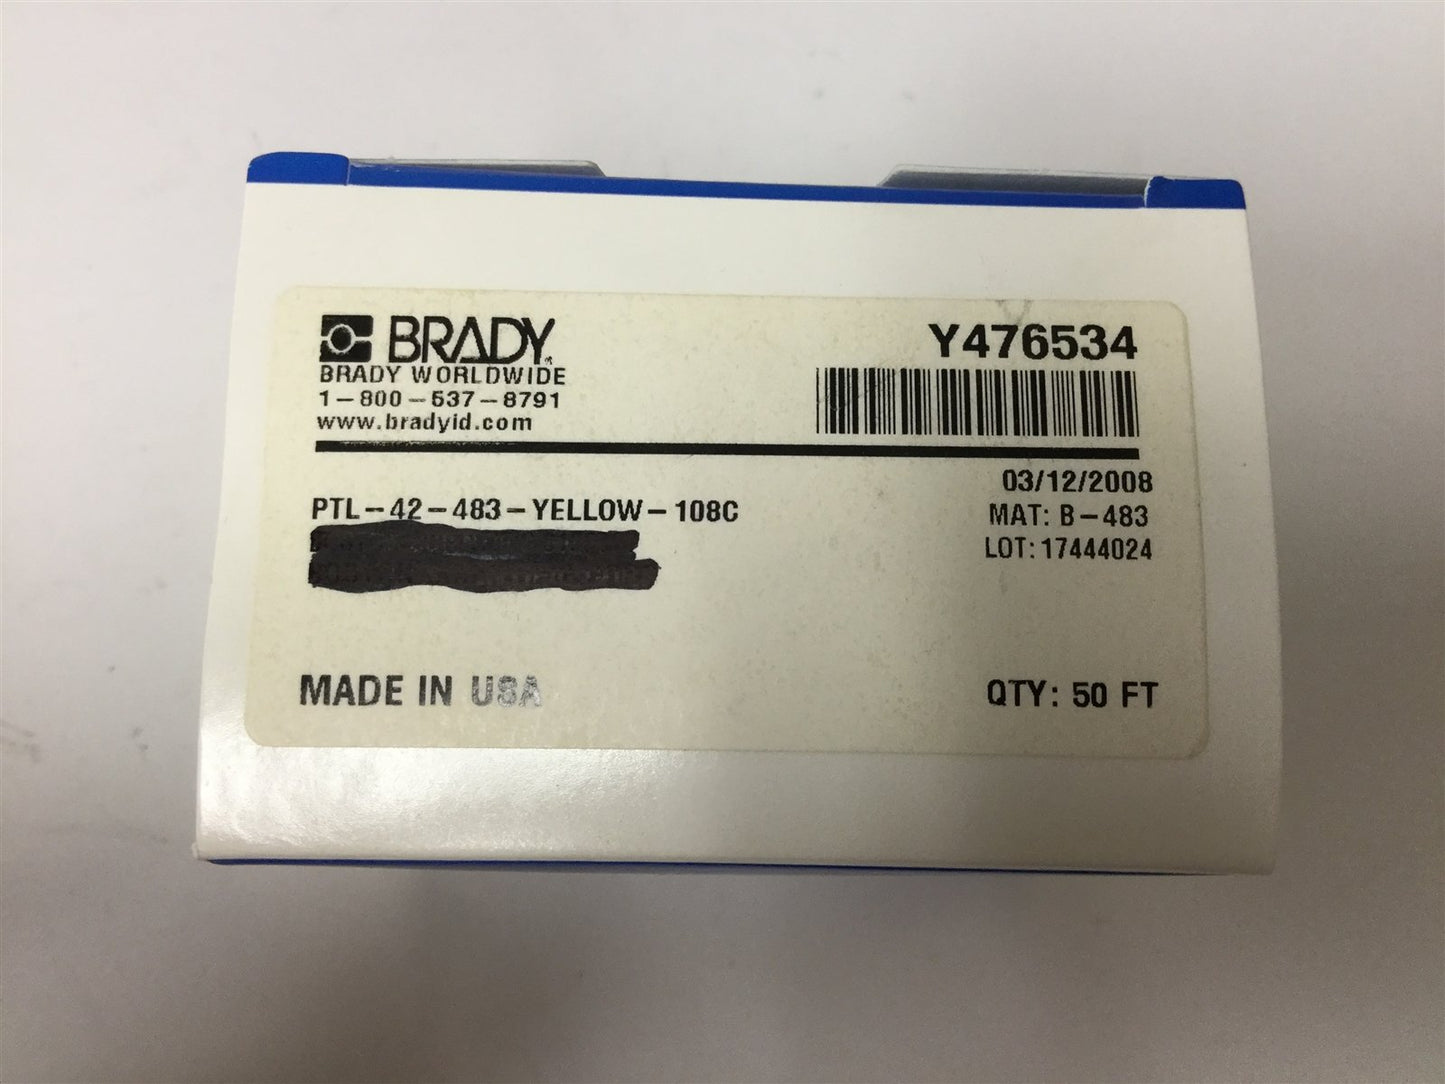 BRADY
Y476534
BRADY WORLDWIDE
1-800-537-8791
www.bradyid.com
03/12/2008
PTL-42-483-YELLOW-108C
MAT: B-483
LOT: 17444024
MADE IN USA
QTY: 50 FT